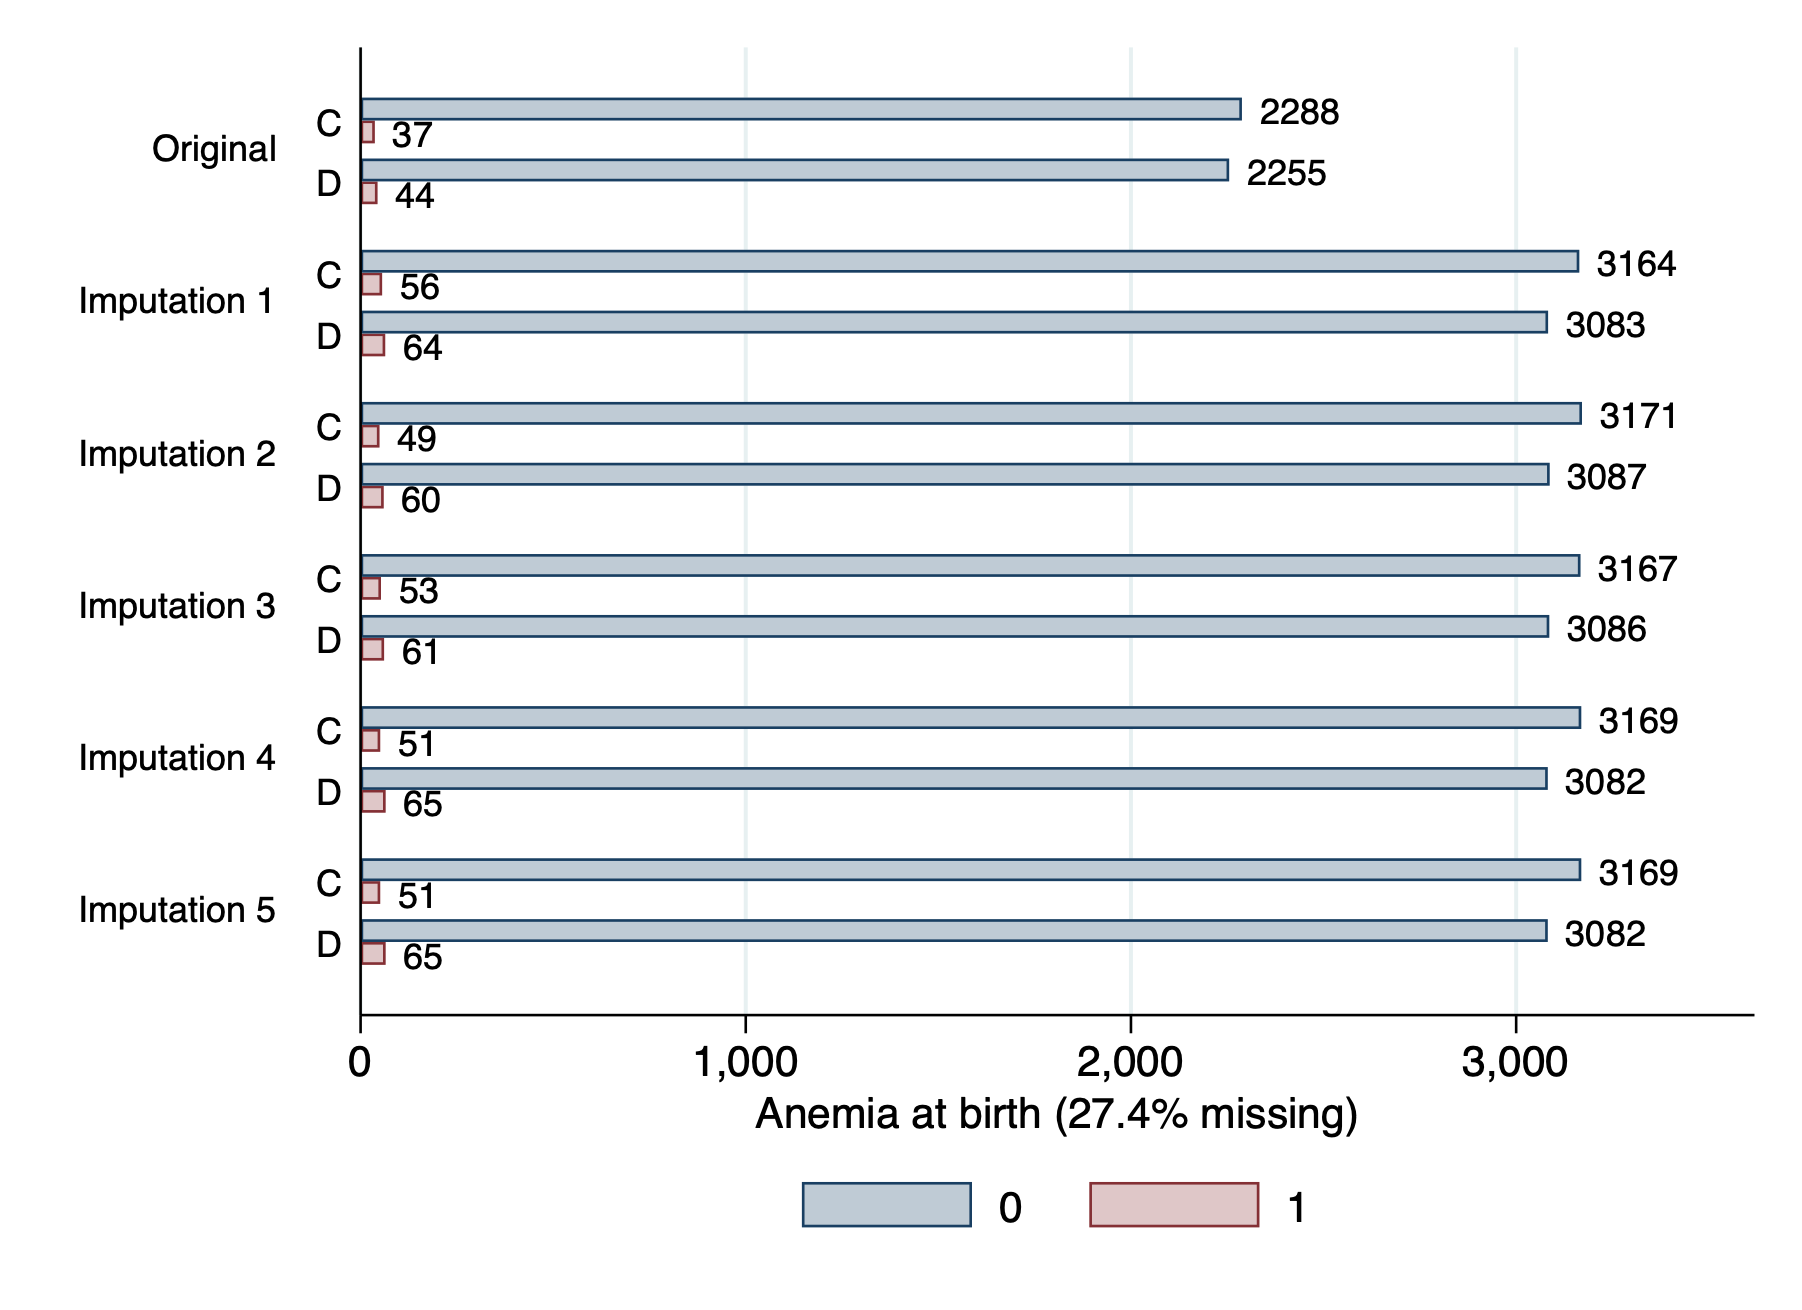 C 2288
37
Original
D 2255
44
C 3164
56
Imputation 1
D 3083
64
C 3171
49
Imputation 2
D 3087
60
C 3167
53
Imputation 3
D 3086
61
C 3169
51
Imputation 4
D 3082
65
C 3169
51
Imputation 5
D 3082
65
0 1,000 2,000 3,000
Anemia at birth (27.4% missing)
0 1